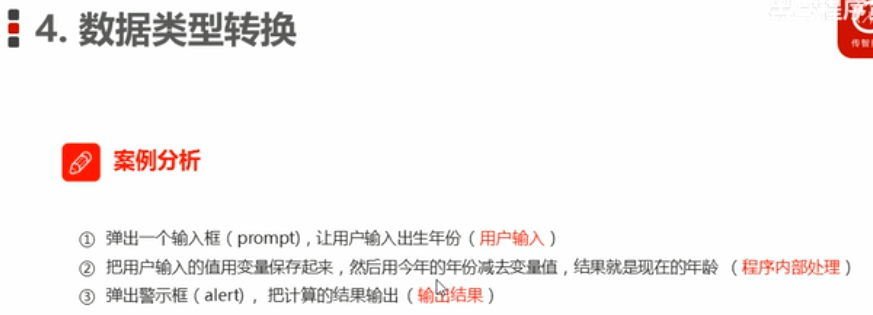 4. 数据类型转换
传智
案例分析
① 弹出一个输入框（prompt)，让用户输入出生年份（用户输入）
② 把用户输入的值用变量保存起来，然后用今年的年份减去变量值，结果就是现在的年龄 （程序内部处理）
③ 弹出警示框（alert)， 把计算的结果输出（输出结果）